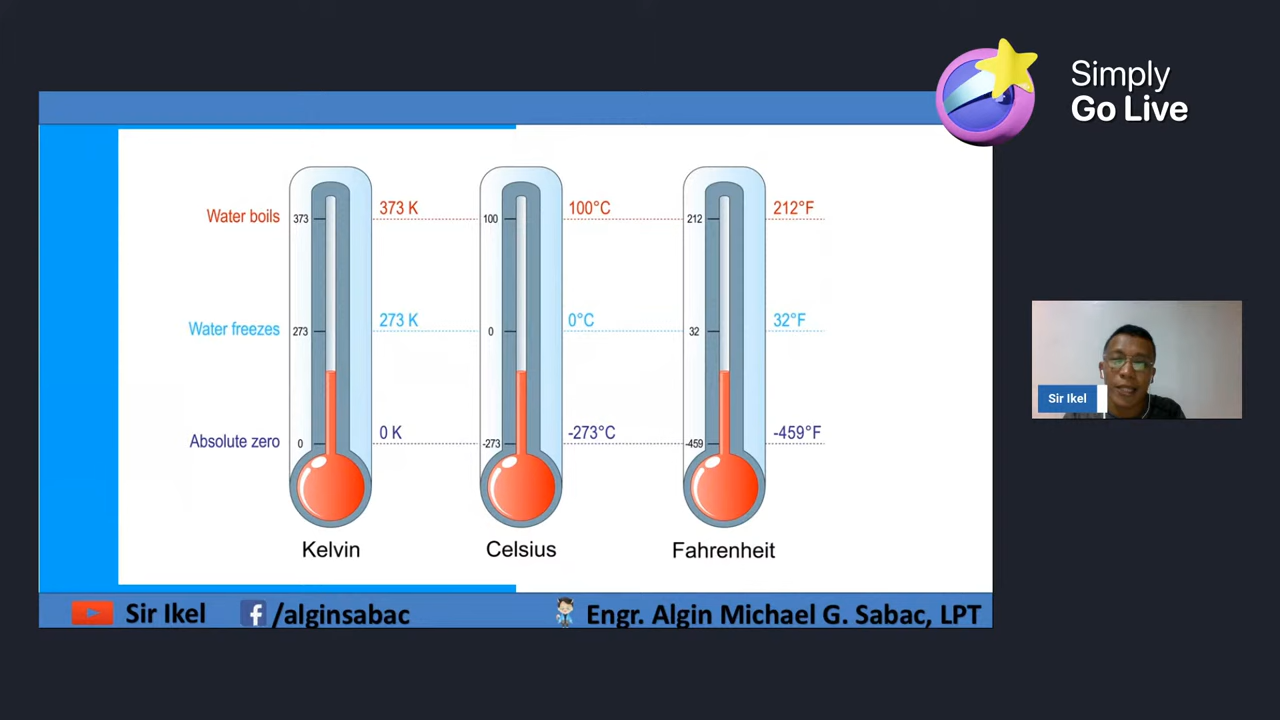 Simply
Go Live
Water boils 373 373 K 100 100°C 212 212°F
Water freezes 273 273 K 0 0°C 32 32°F
Absolute zero 0 0 K -273 -273°C -459 -459°F
Kelvin Celsius Fahrenheit
Sir Ikel
Sir Ikel /alginsabac Engr. Algin Michael G. Sabac, LPT